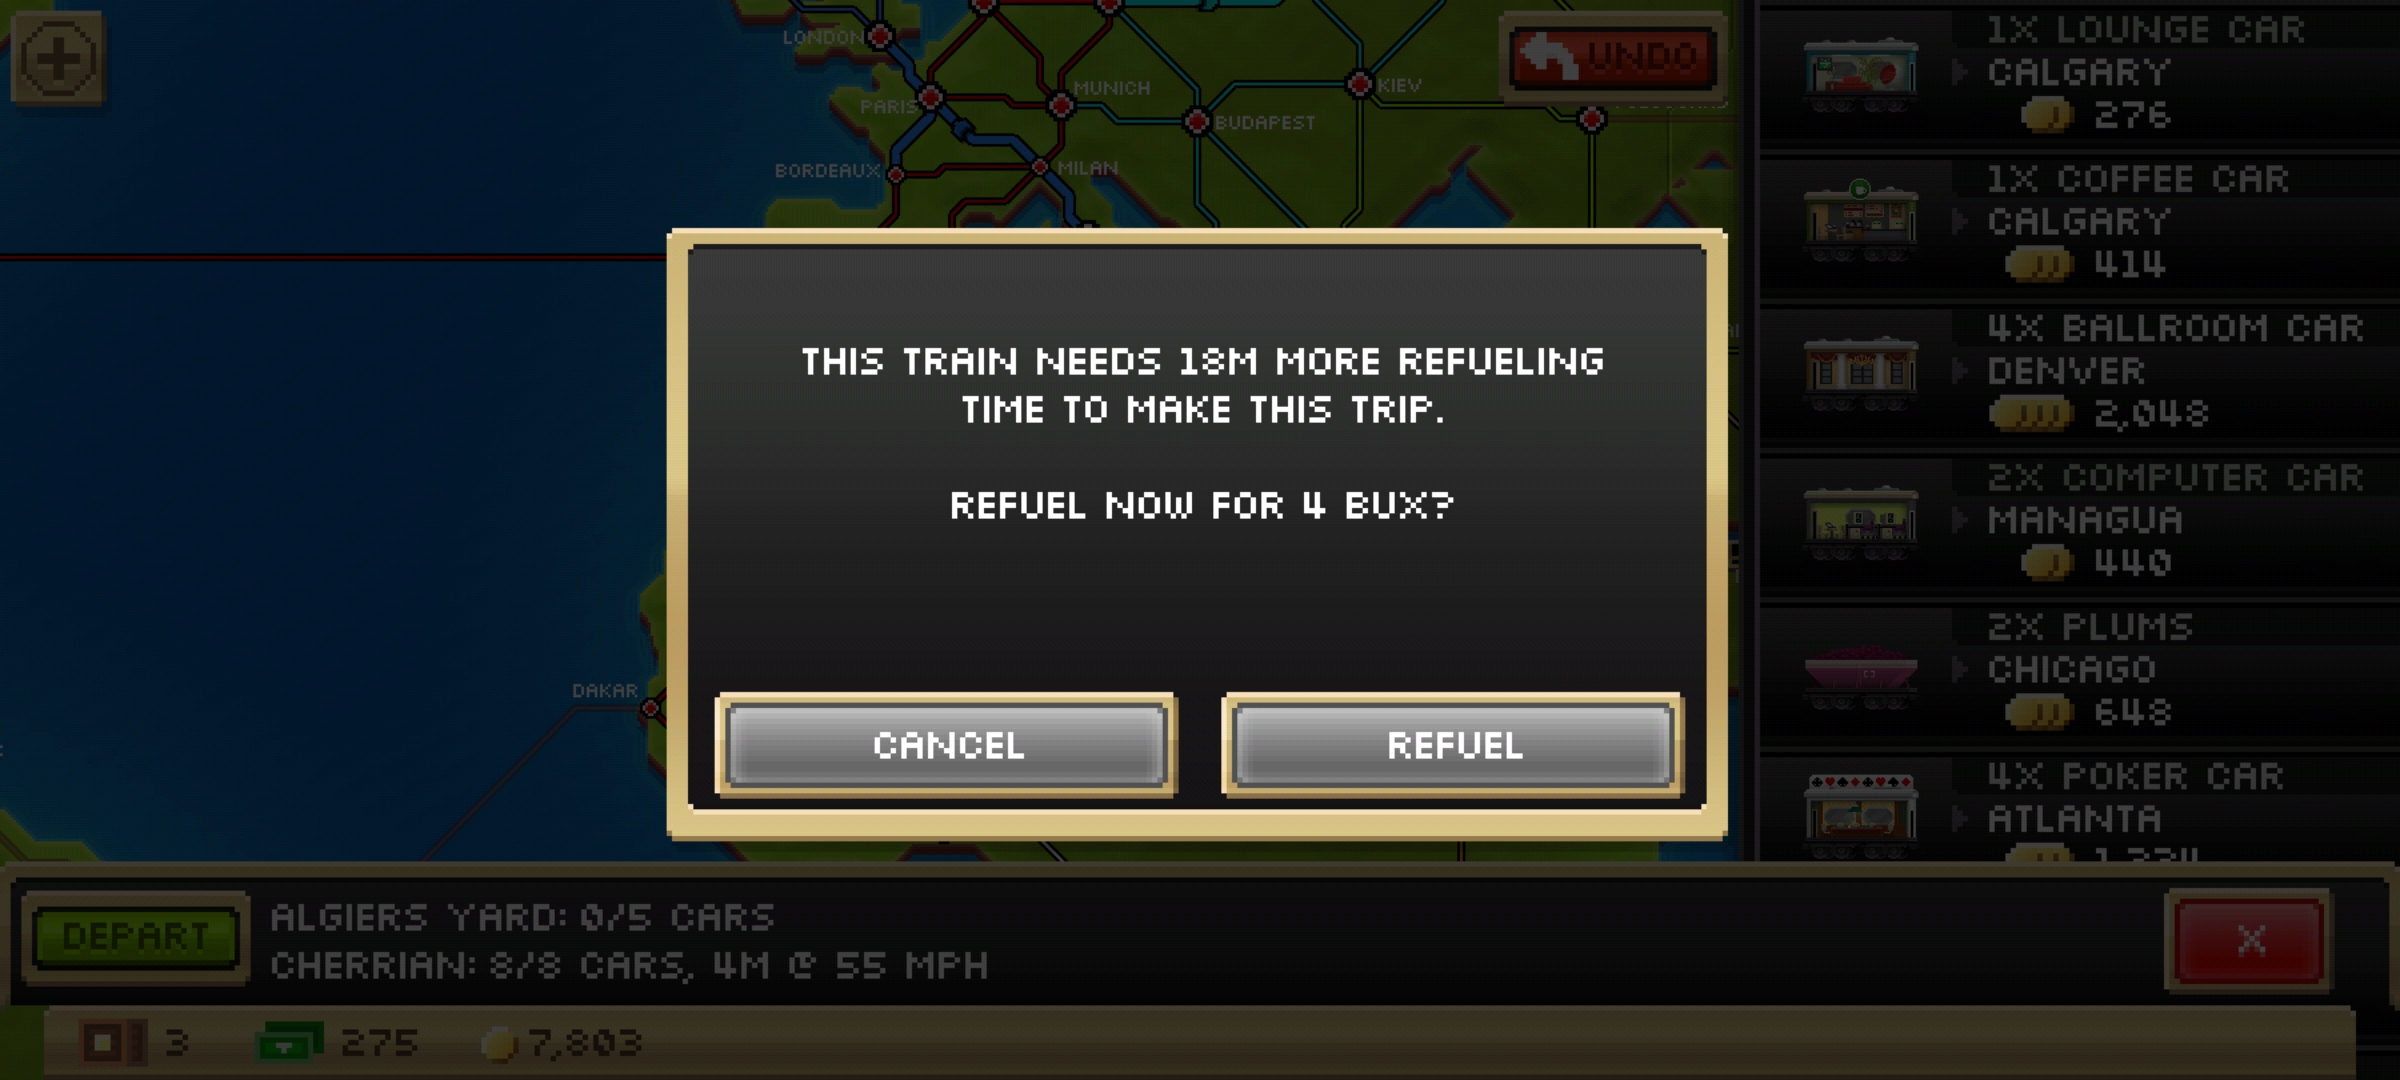 LONDON
PARIS
MUNICH
KIEV
BUDAPEST
BORDEAUX
MILAN
DAKAR
UNDO
1X LOUNGE CAR
CALGARY
276
1X COFFEE CAR
CALGARY
414
4X BALLROOM CAR
DENVER
2,048
2X COMPUTER CAR
MANAGUA
440
2X PLUMS
CHICAGO
648
4X POKER CAR
ATLANTA
THIS TRAIN NEEDS 18M MORE REFUELING
TIME TO MAKE THIS TRIP.
REFUEL NOW FOR 4 BUX?
CANCEL
REFUEL
DEPART
ALGIERS YARD: 0/5 CARS
CHERRIAN: 8/8 CARS, 4M @ 55 MPH
X
3
275
7,803